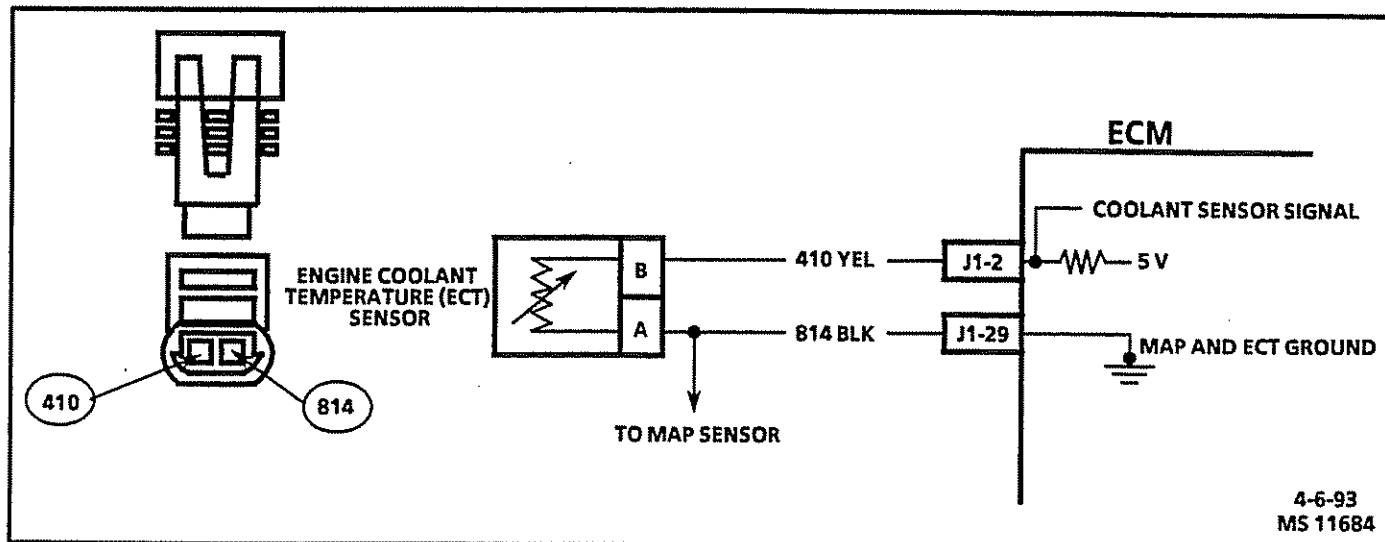 ECM
COOLANT SENSOR SIGNAL
ENGINE COOLANT
TEMPERATURE (ECT)
SENSOR
B
410 YEL
J1-2
5 V
A
814 BLK
J1-29
MAP AND ECT GROUND
410
814
TO MAP SENSOR
4-6-93
MS 11684